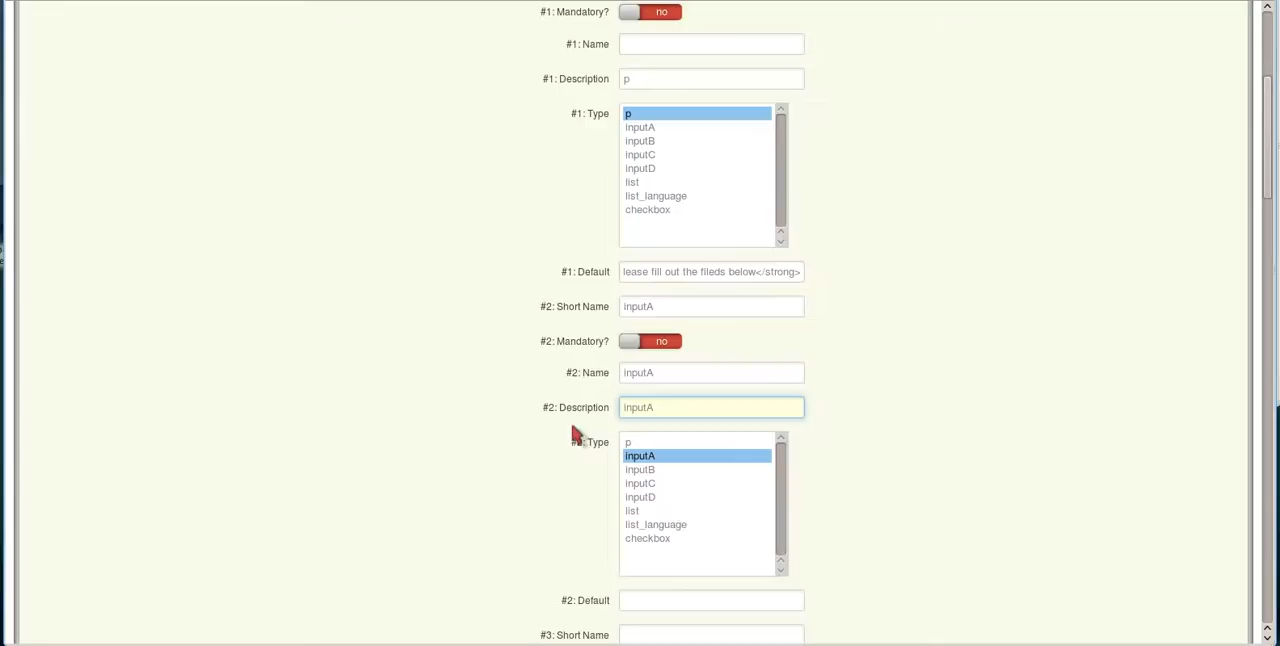 #1: Mandatory? no
#1: Name
#1: Description p
#1: Type p
inputA
inputB
inputC
inputD
list
list_language
checkbox
#1: Default lease fill out the fileds below</strong>
#2: Short Name inputA
#2: Mandatory? no
#2: Name inputA
#2: Description inputA
Type p
inputA
inputB
inputC
inputD
list
list_language
checkbox
#2: Default
#3: Short Name